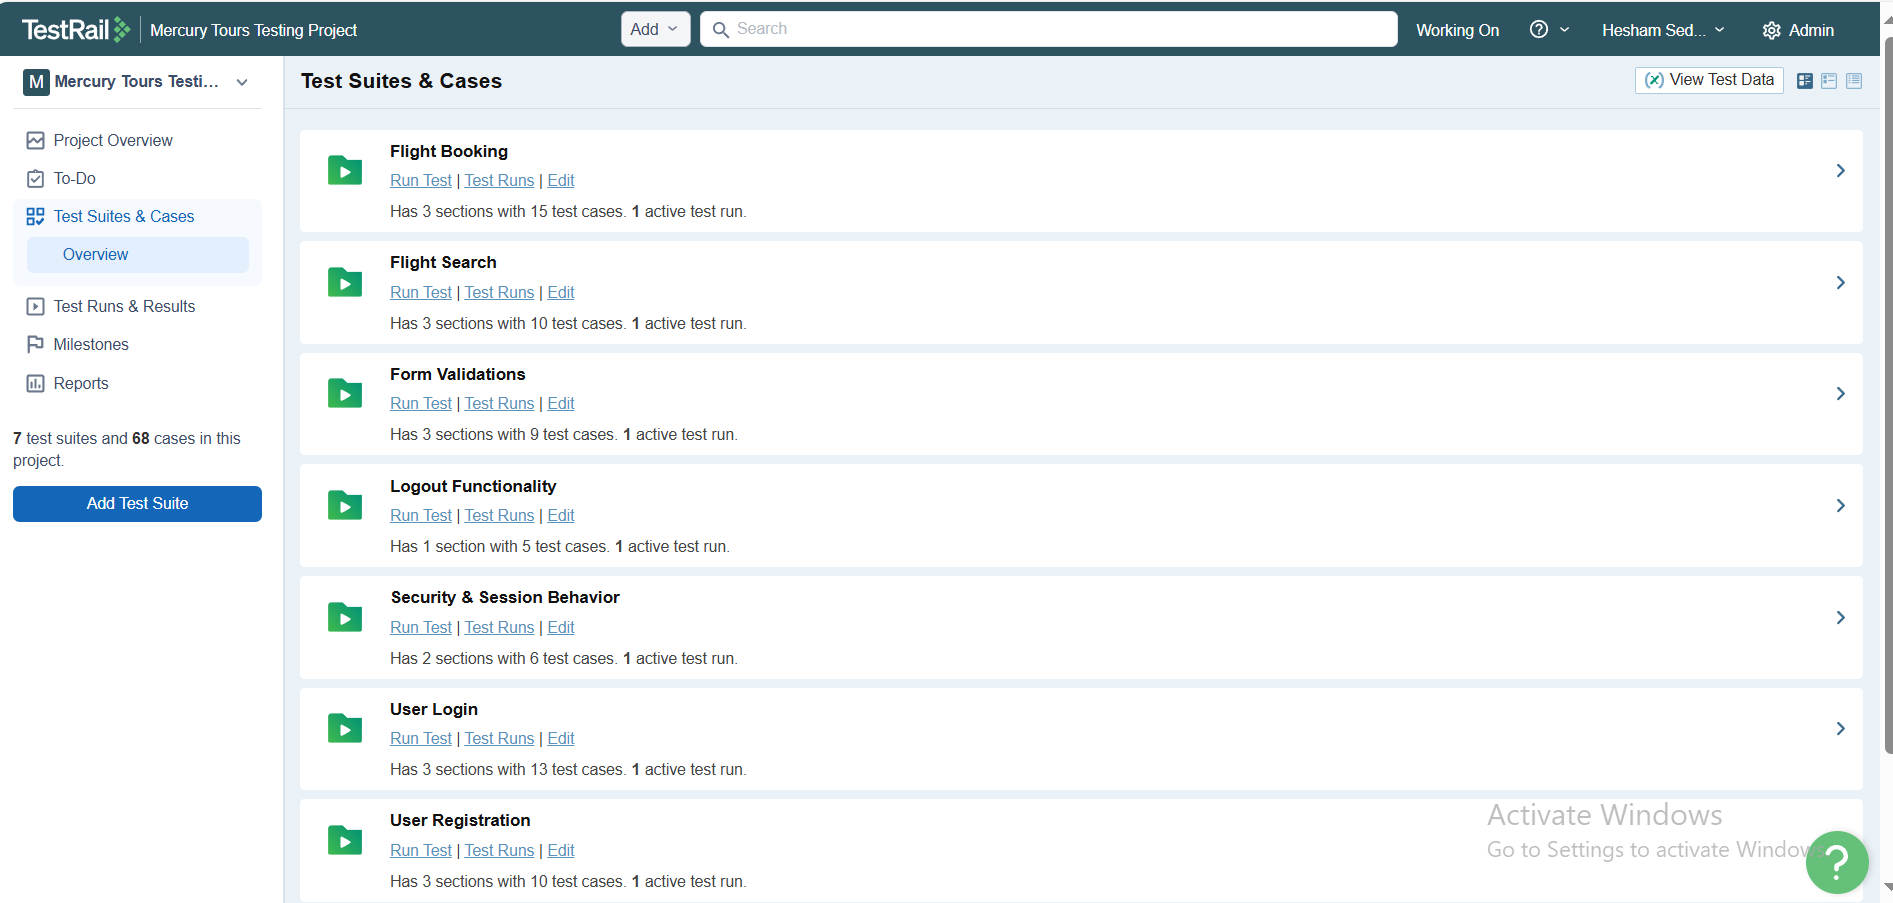 TestRail
Mercury Tours Testing Project
Add
Search
Working On
Hesham Sed...
Admin
M Mercury Tours Testi...
Project Overview
To-Do
Test Suites & Cases
Overview
Test Runs & Results
Milestones
Reports
7 test suites and 68 cases in this
project.
Add Test Suite
Test Suites & Cases
(x) View Test Data
Flight Booking
Run Test | Test Runs | Edit
Has 3 sections with 15 test cases. 1 active test run.
Flight Search
Run Test | Test Runs | Edit
Has 3 sections with 10 test cases. 1 active test run.
Form Validations
Run Test | Test Runs | Edit
Has 3 sections with 9 test cases. 1 active test run.
Logout Functionality
Run Test | Test Runs | Edit
Has 1 section with 5 test cases. 1 active test run.
Security & Session Behavior
Run Test | Test Runs | Edit
Has 2 sections with 6 test cases. 1 active test run.
User Login
Run Test | Test Runs | Edit
Has 3 sections with 13 test cases. 1 active test run.
User Registration
Run Test | Test Runs | Edit
Has 3 sections with 10 test cases. 1 active test run.
Activate Windows
Go to Settings to activate Windows
?